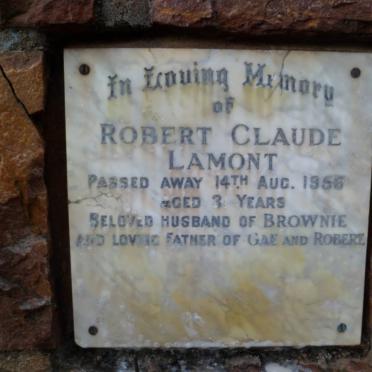 In Loving Memory
of
ROBERT CLAUDE
LAMONT
PASSED AWAY 14TH AUG. 1956
AGED YEARS
BELOVED HUSBAND OF BROWNIE
AND LOVING FATHER OF GAE AND ROBERT